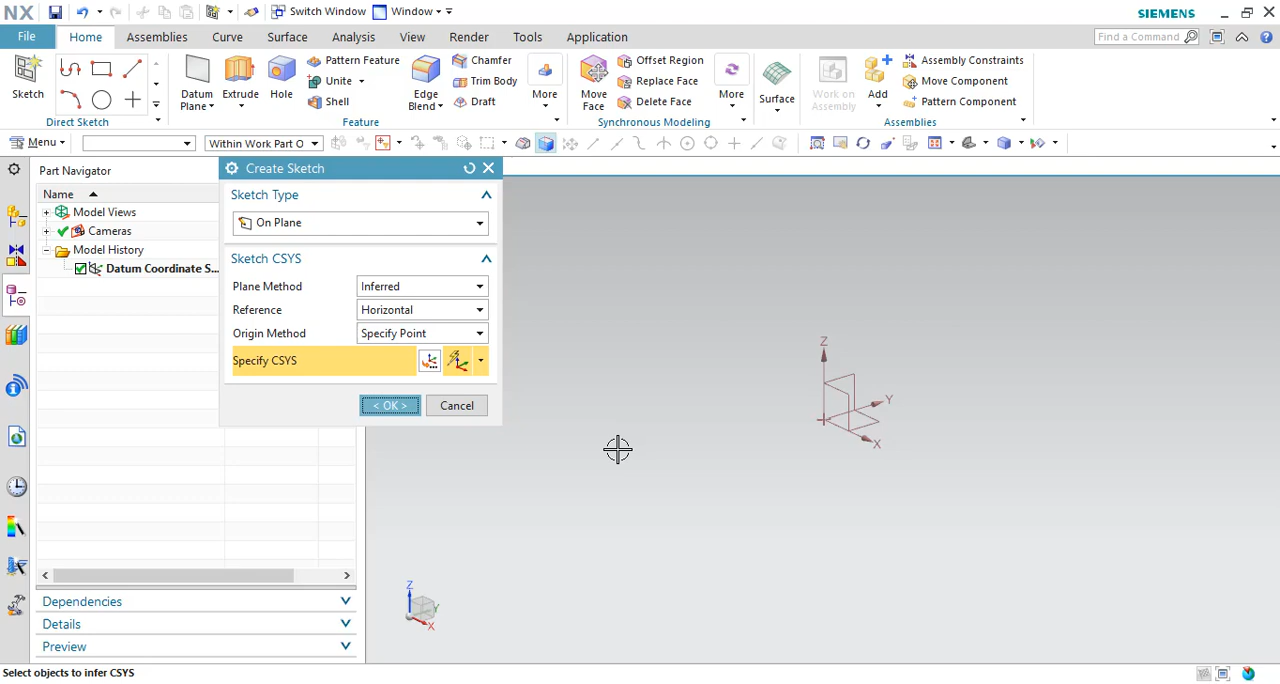 NX
Switch Window
Window
SIEMENS
File
Home
Assemblies
Curve
Surface
Analysis
View
Render
Tools
Application
Find a Command
Sketch
Direct Sketch
Datum
Plane
Extrude
Hole
Pattern Feature
Unite
Shell
Edge
Blend
Chamfer
Trim Body
Draft
More
Feature
Move
Face
Offset Region
Replace Face
Delete Face
More
Synchronous Modeling
Surface
Work on
Assembly
Add
Assembly Constraints
Move Component
Pattern Component
Assemblies
Menu
Within Work Part O
Part Navigator
Name
Model Views
Cameras
Model History
Datum Coordinate S...
Dependencies
Details
Preview
Create Sketch
Sketch Type
On Plane
Sketch CSYS
Plane Method
Inferred
Reference
Horizontal
Origin Method
Specify Point
Specify CSYS
< OK >
Cancel
Z
Y
X
Z
Y
X
Select objects to infer CSYS